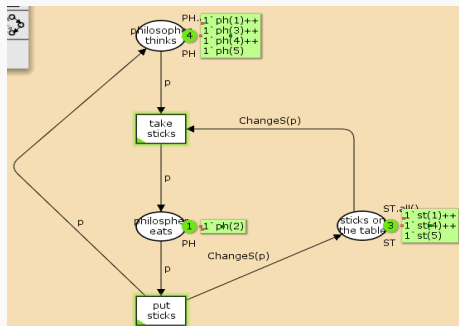 PH.
philosopher
thinks
4
1`ph(1)++
1`ph(3)++
1`ph(4)++
1`ph(5)
PH
p
take
sticks
ChangeS(p)
p
p
philospher
eats
1
1`ph(2)
PH
ST.all()
sticks on
the table
3
1`st(1)++
1`st(4)++
1`st(5)
ST
ChangeS(p)
p
put
sticks